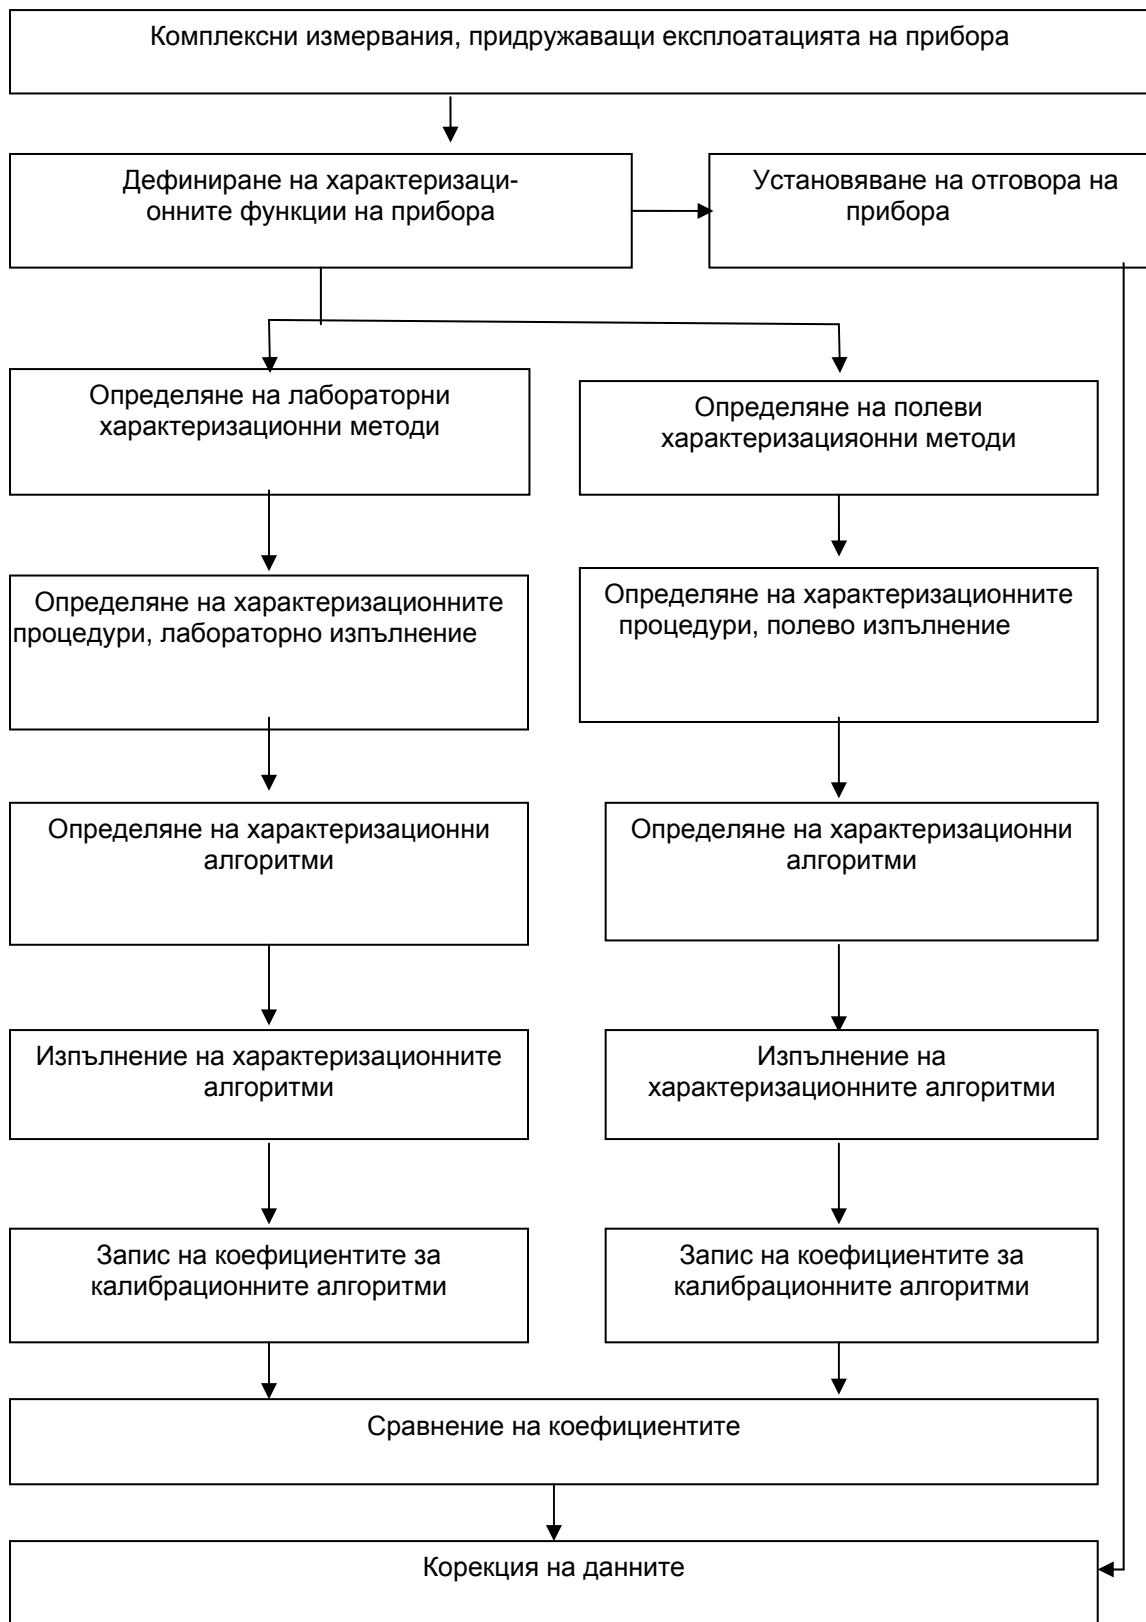 Комплексни измервания, придружаващи експлоатацията на прибора
Дефиниране на характеризаци-
онните функции на прибора
Установяване на отговора на
прибора
Определяне на лабораторни
характеризационни методи
Определяне на полеви
характеризацияонни методи
Определяне на характеризационните
процедури, лабораторно изпълнение
Определяне на характеризационните
процедури, полево изпълнение
Определяне на характеризационни
алгоритми
Определяне на характеризационни
алгоритми
Изпълнение на характеризационните
алгоритми
Изпълнение на
характеризационните алгоритми
Запис на коефициентите за
калибрационните алгоритми
Запис на коефициентите за
калибрационните алгоритми
Сравнение на коефициентите
Корекция на данните